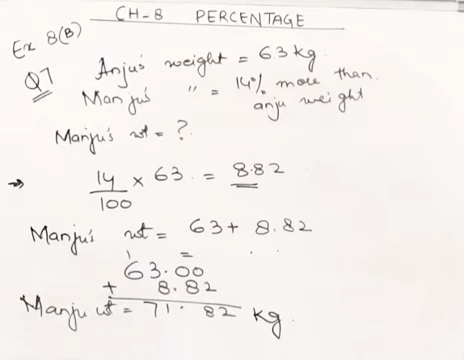 CH-8 PERCENTAGE
Ex 8(B)
Q7 Anju's weight = 63 kg
Manju's " = 14% more than
anju weight
Manju's wt = ?
→ 14/100 × 63 = 8.82
Manju's wt = 63 + 8.82
1
63.00
+ 8.82
Manju wt = 71.82 kg